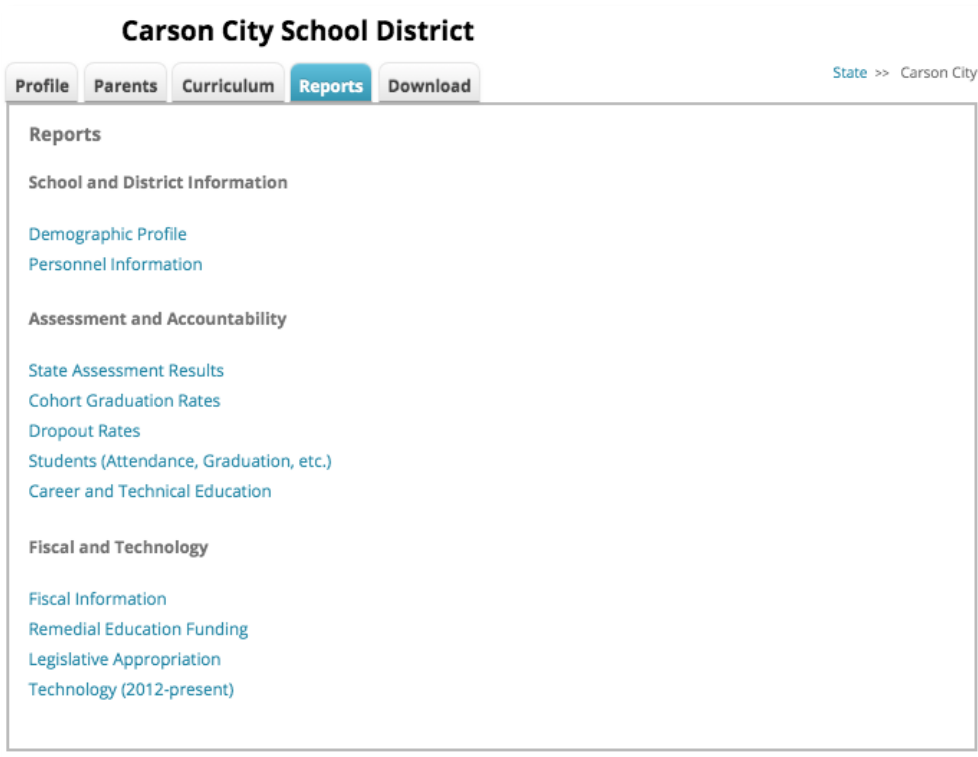 Carson City School District
Profile Parents Curriculum Reports Download
State >> Carson City
Reports
School and District Information
Demographic Profile
Personnel Information
Assessment and Accountability
State Assessment Results
Cohort Graduation Rates
Dropout Rates
Students (Attendance, Graduation, etc.)
Career and Technical Education
Fiscal and Technology
Fiscal Information
Remedial Education Funding
Legislative Appropriation
Technology (2012-present)